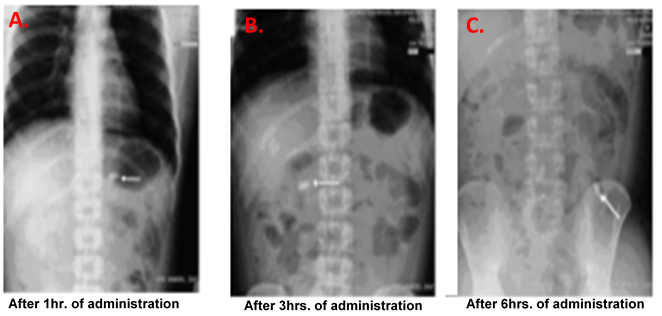 A.
B.
C.
After 1hr. of administration
After 3hrs. of administration
After 6hrs. of administration